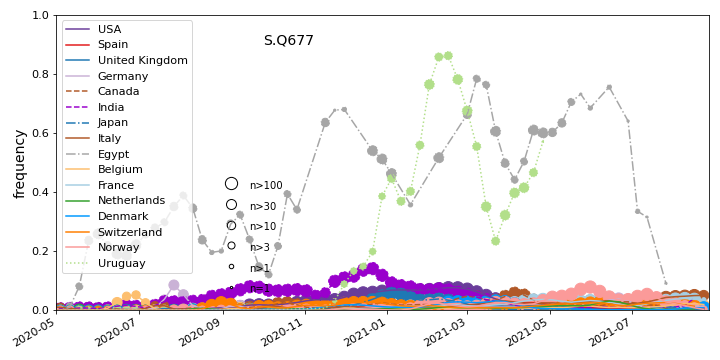 1.0
0.8
0.6
0.4
0.2
0.0
frequency
S.Q677
USA
Spain
United Kingdom
Germany
Canada
India
Japan
Italy
Egypt
Belgium
France
Netherlands
Denmark
Switzerland
Norway
Uruguay
n>100
n>30
n>10
n>3
n>1
2020-05
2020-07
2020-09
2020-11
2021-01
2021-03
2021-05
2021-07